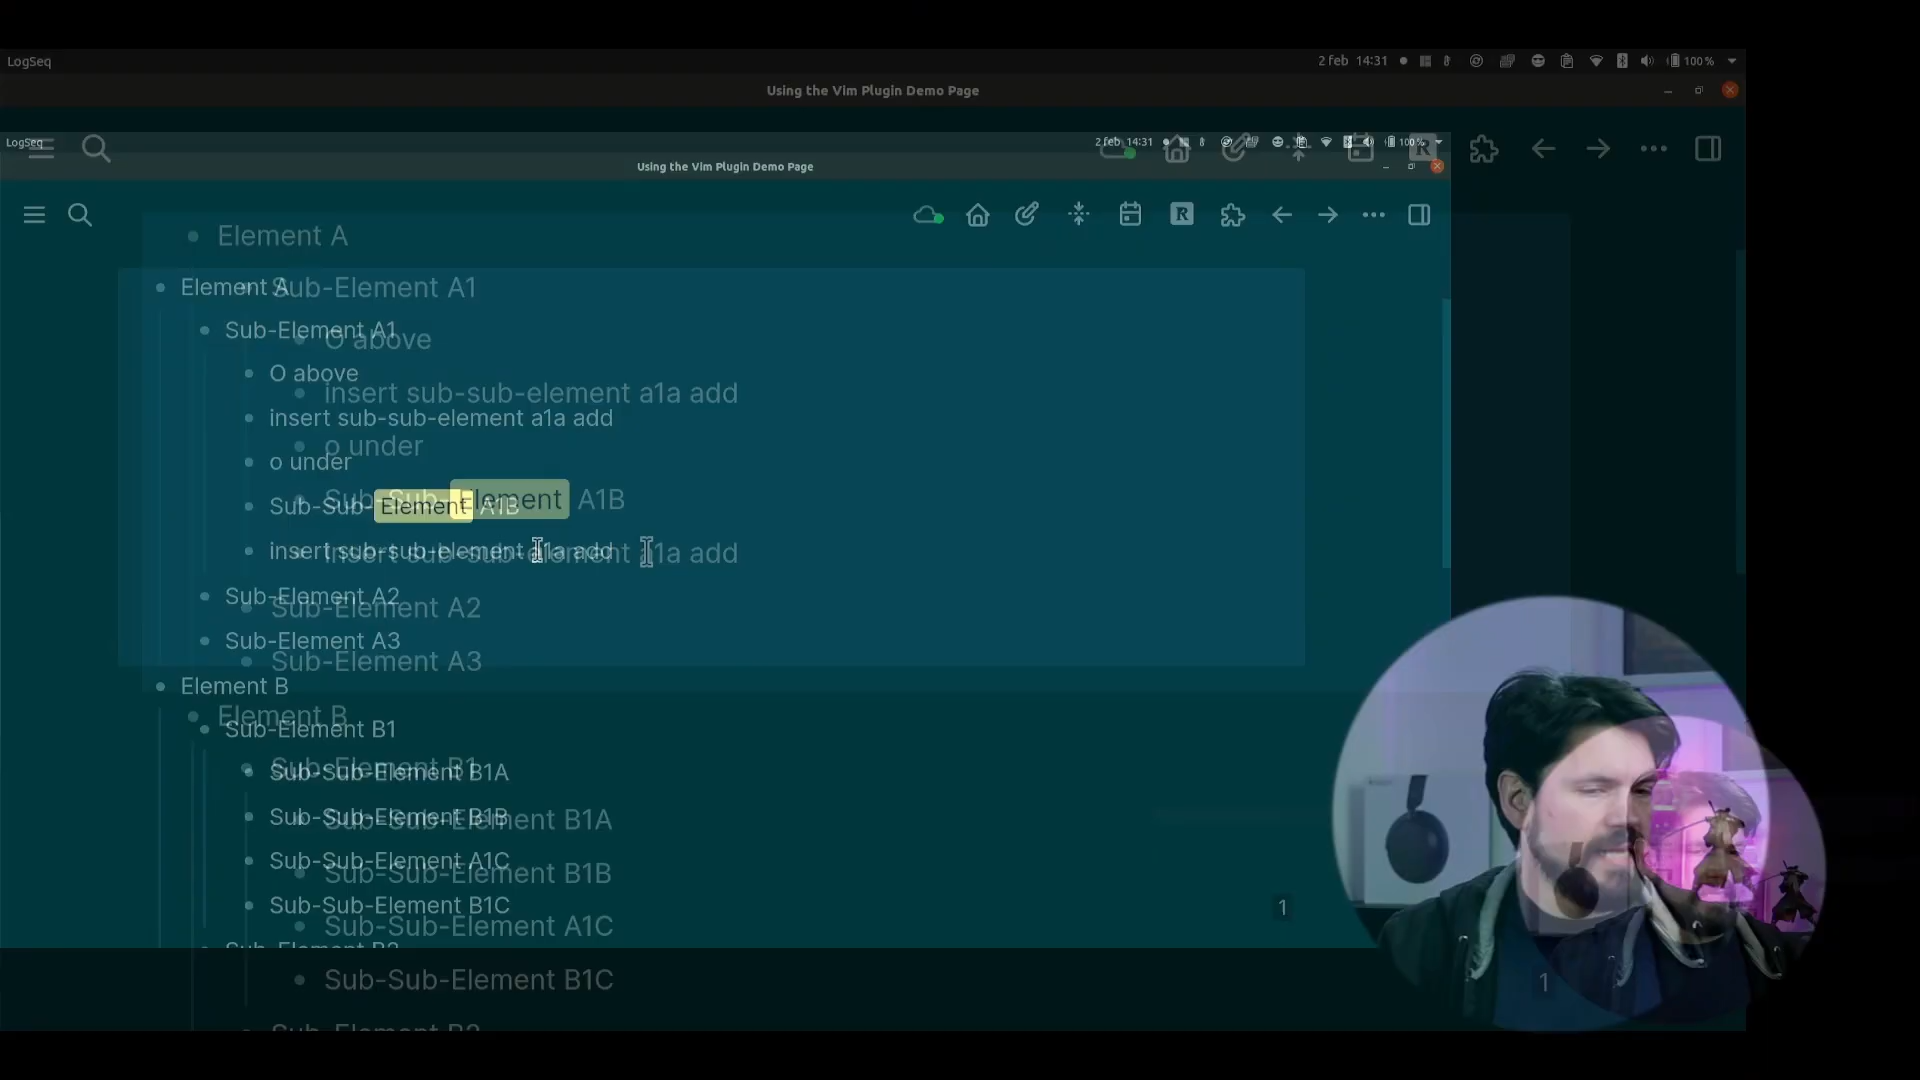 LogSeq
2 feb 14:31
100 %
Using the Vim Plugin Demo Page
LogSeq
2 feb 14:31
100 %
Using the Vim Plugin Demo Page
R
Element A
Element A
Sub-Element A1
Sub-Element A1
O above
O above
insert sub-sub-element a1a add
insert sub-sub-element a1a add
o under
o under
Sub-Sub-Element A1B
Sub-Sub-Element A1B
insert sub-sub-element a1a add
insert sub-sub-element a1a add
Sub-Element A2
Sub-Element A2
Sub-Element A3
Sub-Element A3
Element B
Element B
Sub-Element B1
Sub-Element B1
Sub-Sub-Element B1A
Sub-Sub-Element B1A
Sub-Sub-Element B1B
Sub-Sub-Element B1B
Sub-Sub-Element A1C
Sub-Sub-Element A1C
Sub-Sub-Element B1C
1
Sub-Sub-Element B1C
1
Sub-Element B2
Sub-Element B2